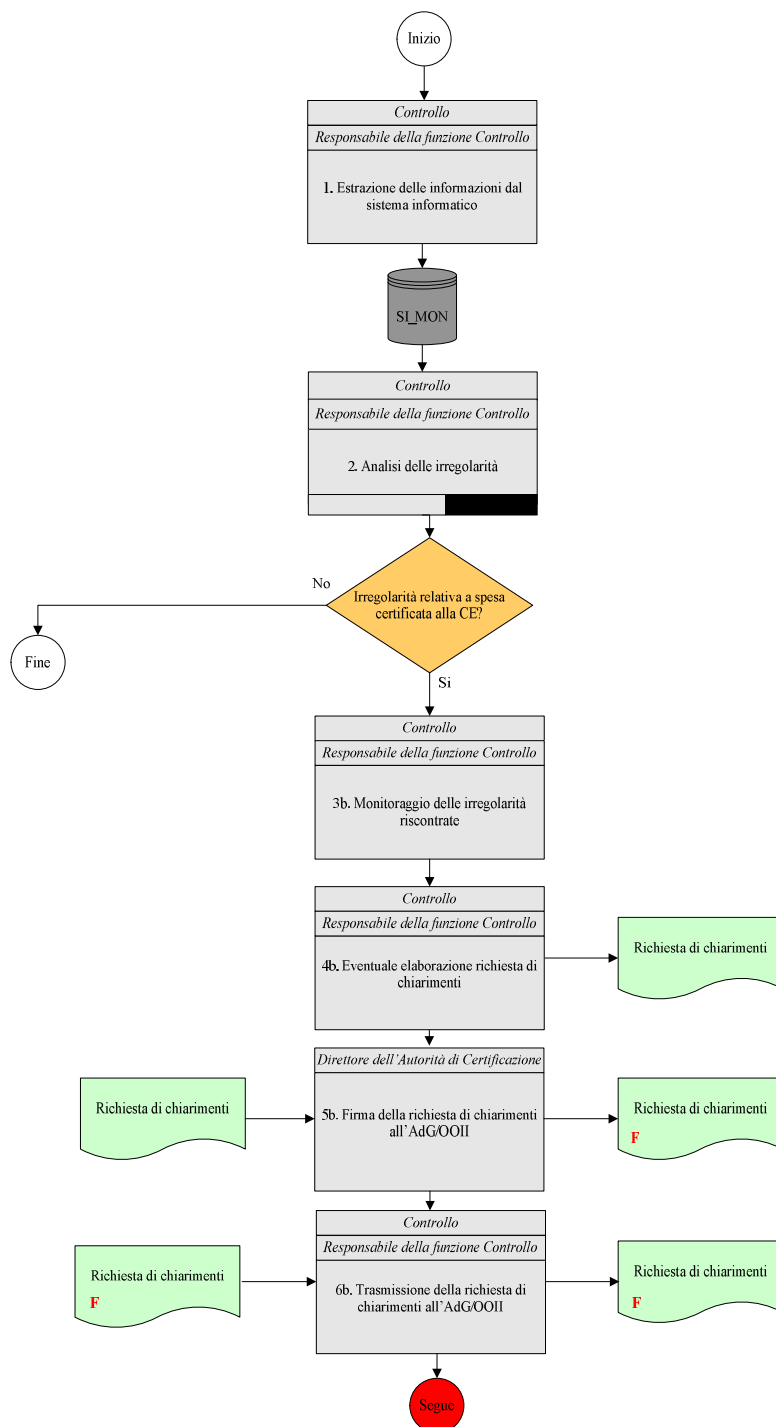 Inizio
Controllo
Responsabile della funzione Controllo
1. Estrazione delle informazioni dal
sistema informatico
SI_MON
Controllo
Responsabile della funzione Controllo
2. Analisi delle irregolarità
No
Irregolarità relativa a spesa
certificata alla CE?
Fine
Si
Controllo
Responsabile della funzione Controllo
3b. Monitoraggio delle irregolarità
riscontrate
Controllo
Responsabile della funzione Controllo
4b. Eventuale elaborazione richiesta di
chiarimenti
Richiesta di chiarimenti
Direttore dell'Autorità di Certificazione
Richiesta di chiarimenti
5b. Firma della richiesta di chiarimenti
all'AdG/OOII
Richiesta di chiarimenti
F
Controllo
Responsabile della funzione Controllo
Richiesta di chiarimenti
F
6b. Trasmissione della richiesta di
chiarimenti all'AdG/OOII
Richiesta di chiarimenti
F
Segue